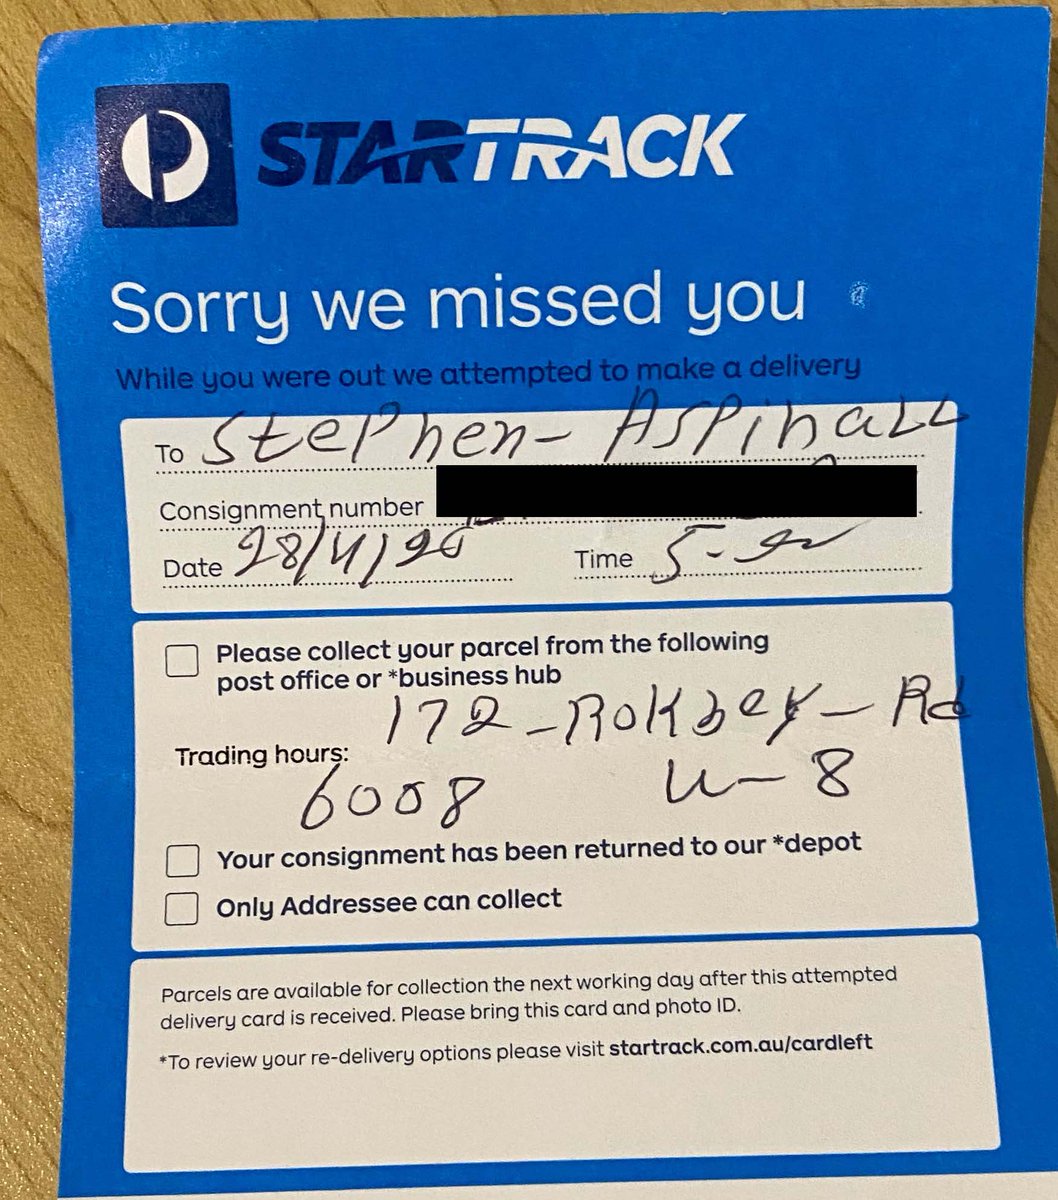 STARTRACK
Sorry we missed you
While you were out we attempted to make a delivery
To Stephen- Aspinall
Consignment number
Date 28/4/20 Time 5-
Please collect your parcel from the following
post office or *business hub
172-Rokbey-Rd
Trading hours:
6008 U-8
Your consignment has been returned to our *depot
Only Addressee can collect
Parcels are available for collection the next working day after this attempted
delivery card is received. Please bring this card and photo ID.
*To review your re-delivery options please visit startrack.com.au/cardleft